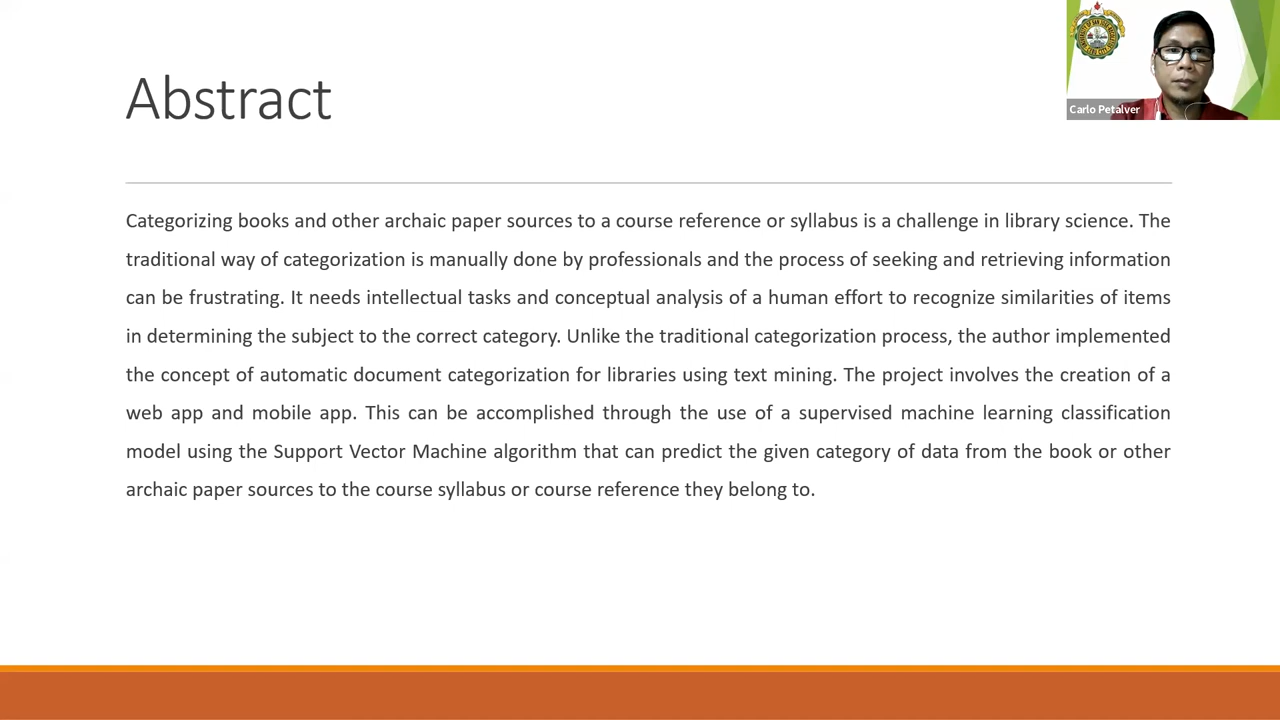 Abstract
Carlo Petalver
Categorizing books and other archaic paper sources to a course reference or syllabus is a challenge in library science. The
traditional way of categorization is manually done by professionals and the process of seeking and retrieving information
can be frustrating. It needs intellectual tasks and conceptual analysis of a human effort to recognize similarities of items
in determining the subject to the correct category. Unlike the traditional categorization process, the author implemented
the concept of automatic document categorization for libraries using text mining. The project involves the creation of a
web app and mobile app. This can be accomplished through the use of a supervised machine learning classification
model using the Support Vector Machine algorithm that can predict the given category of data from the book or other
archaic paper sources to the course syllabus or course reference they belong to.